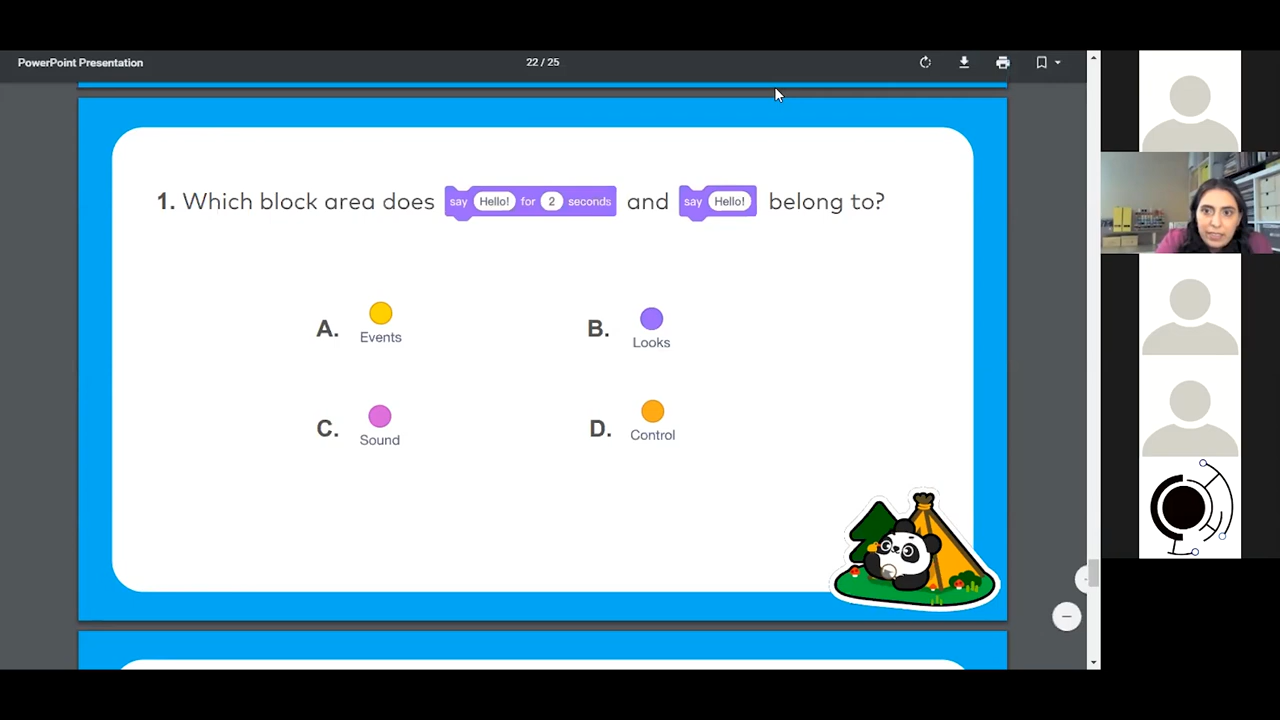 PowerPoint Presentation
22 / 25
1. Which block area does say Hello! for 2 seconds and say Hello! belong to?
A. Events
B. Looks
C. Sound
D. Control